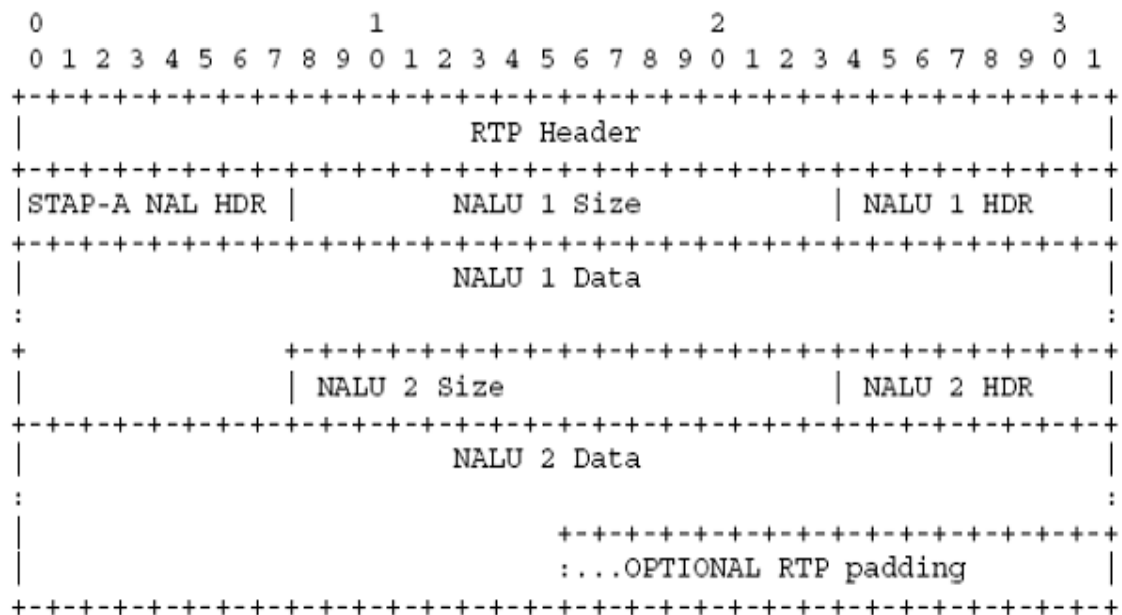 0                   1                   2                   3
 0 1 2 3 4 5 6 7 8 9 0 1 2 3 4 5 6 7 8 9 0 1 2 3 4 5 6 7 8 9 0 1
+-+-+-+-+-+-+-+-+-+-+-+-+-+-+-+-+-+-+-+-+-+-+-+-+-+-+-+-+-+-+-+-+
|                          RTP Header                           |
+-+-+-+-+-+-+-+-+-+-+-+-+-+-+-+-+-+-+-+-+-+-+-+-+-+-+-+-+-+-+-+-+
|STAP-A NAL HDR |         NALU 1 Size           | NALU 1 HDR    |
+-+-+-+-+-+-+-+-+-+-+-+-+-+-+-+-+-+-+-+-+-+-+-+-+-+-+-+-+-+-+-+-+
|                         NALU 1 Data                           |
:                                                               :
+               +-+-+-+-+-+-+-+-+-+-+-+-+-+-+-+-+-+-+-+-+-+-+-+-+
|               | NALU 2 Size                   | NALU 2 HDR    |
+-+-+-+-+-+-+-+-+-+-+-+-+-+-+-+-+-+-+-+-+-+-+-+-+-+-+-+-+-+-+-+-+
|                         NALU 2 Data                           |
:                                                               :
|                               +-+-+-+-+-+-+-+-+-+-+-+-+-+-+-+-+
|                               :...OPTIONAL RTP padding        |
+-+-+-+-+-+-+-+-+-+-+-+-+-+-+-+-+-+-+-+-+-+-+-+-+-+-+-+-+-+-+-+-+